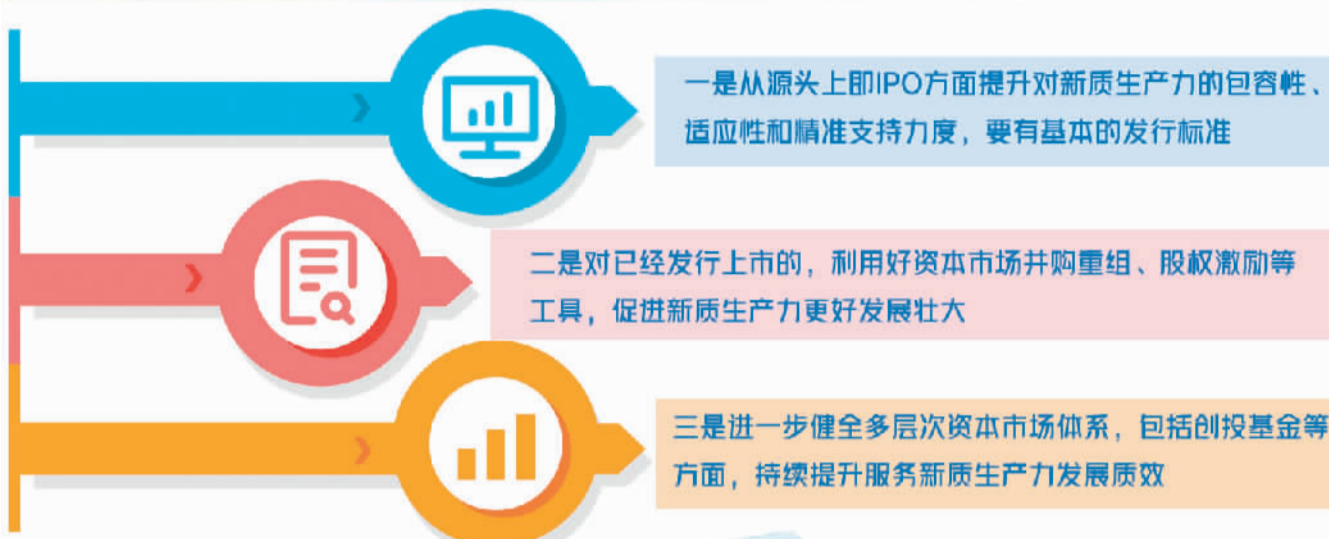 一是从源头上即IPO方面提升对新质生产力的包容性、
适应性和精准支持力度，要有基本的发行标准
二是对已经发行上市的，利用好资本市场并购重组、股权激励等
工具，促进新质生产力更好发展壮大
三是进一步健全多层次资本市场体系，包括创投基金等
方面，持续提升服务新质生产力发展质效